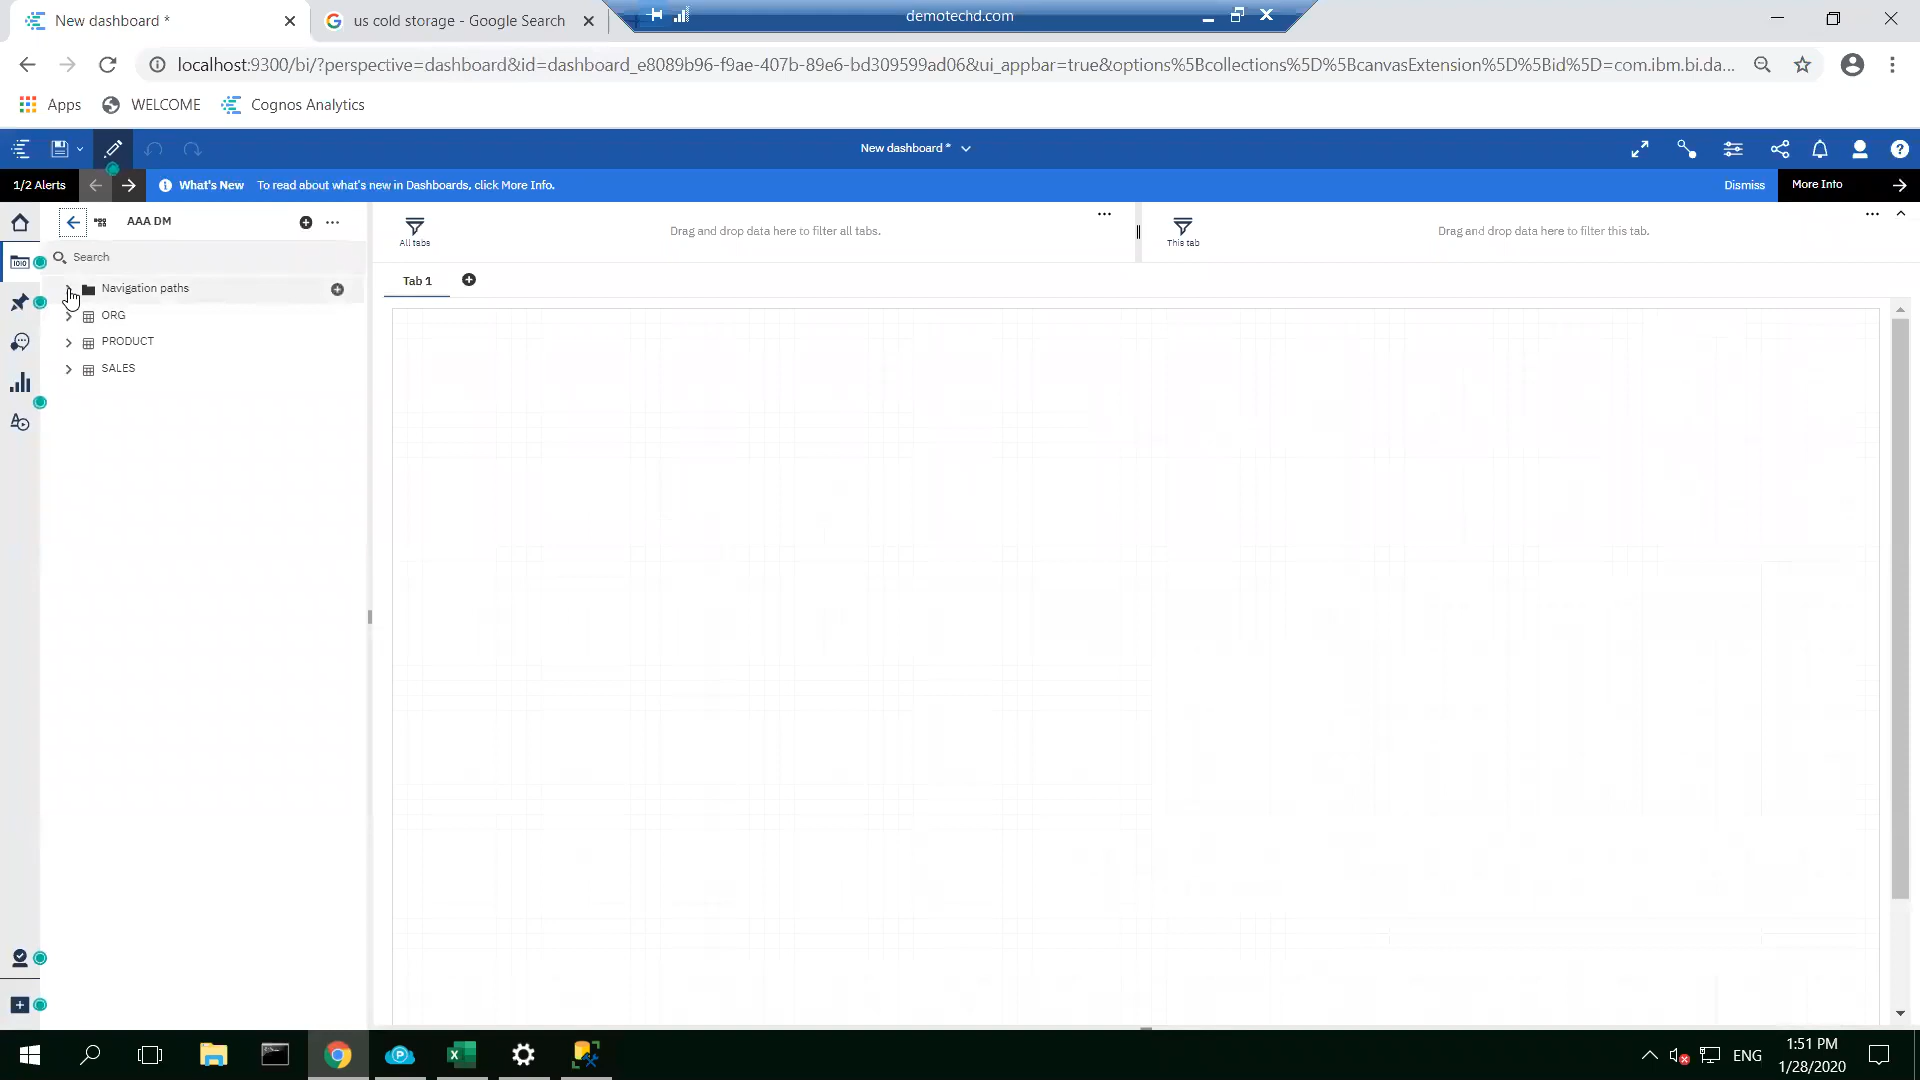 New dashboard *
us cold storage - Google Search
demotechd.com
localhost:9300/bi/?perspective=dashboard&id=dashboard_e8089b96-f9ae-407b-89e6-bd309599ad06&ui_appbar=true&options%5Bcollections%5D%5BcanvasExtension%5D%5Bid%5D=com.ibm.bi.da...
Apps
WELCOME
Cognos Analytics
New dashboard *
1/2 Alerts
What's New
To read about what's new in Dashboards, click More Info.
Dismiss
More Info
AAA DM
All tabs
Drag and drop data here to filter all tabs.
This tab
Drag and drop data here to filter this tab.
Search
Tab 1
Navigation paths
ORG
PRODUCT
SALES
ENG
1:51 PM
1/28/2020